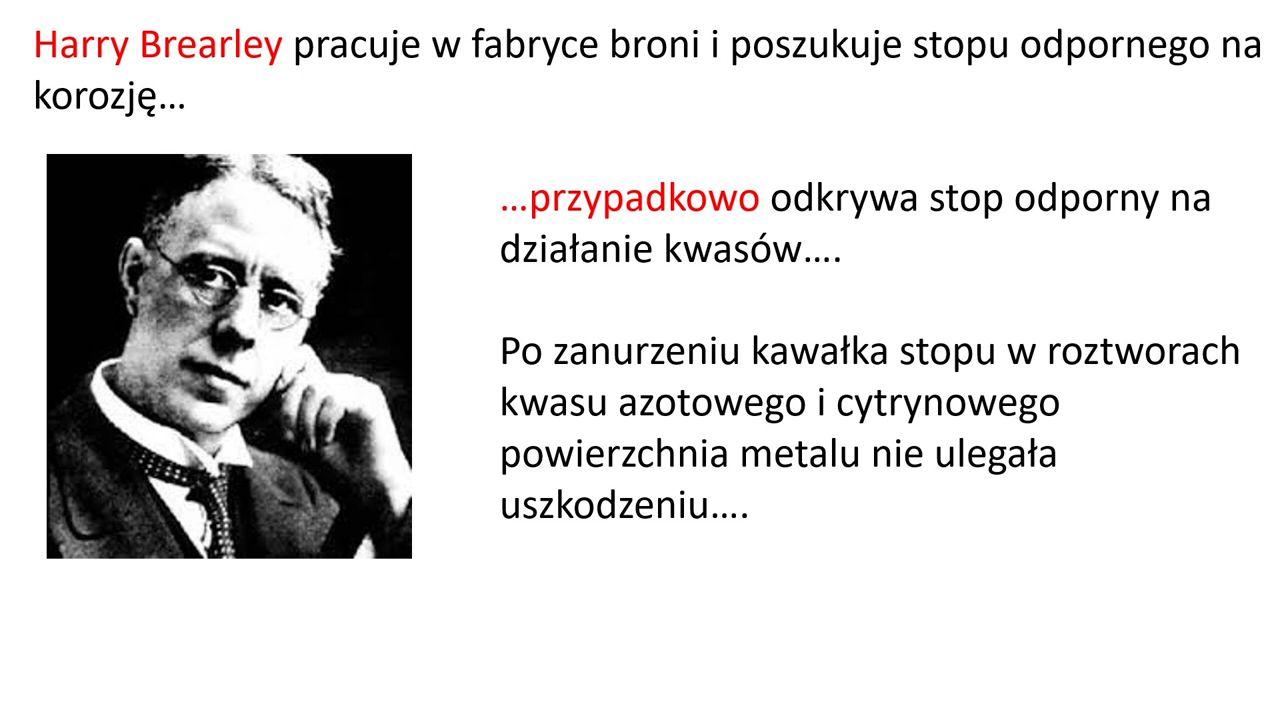 Harry Brearley pracuje w fabryce broni i poszukuje stopu odpornego na
korozję…
…przypadkowo odkrywa stop odporny na
działanie kwasów….
Po zanurzeniu kawałka stopu w roztworach
kwasu azotowego i cytrynowego
powierzchnia metalu nie ulegała
uszkodzeniu….